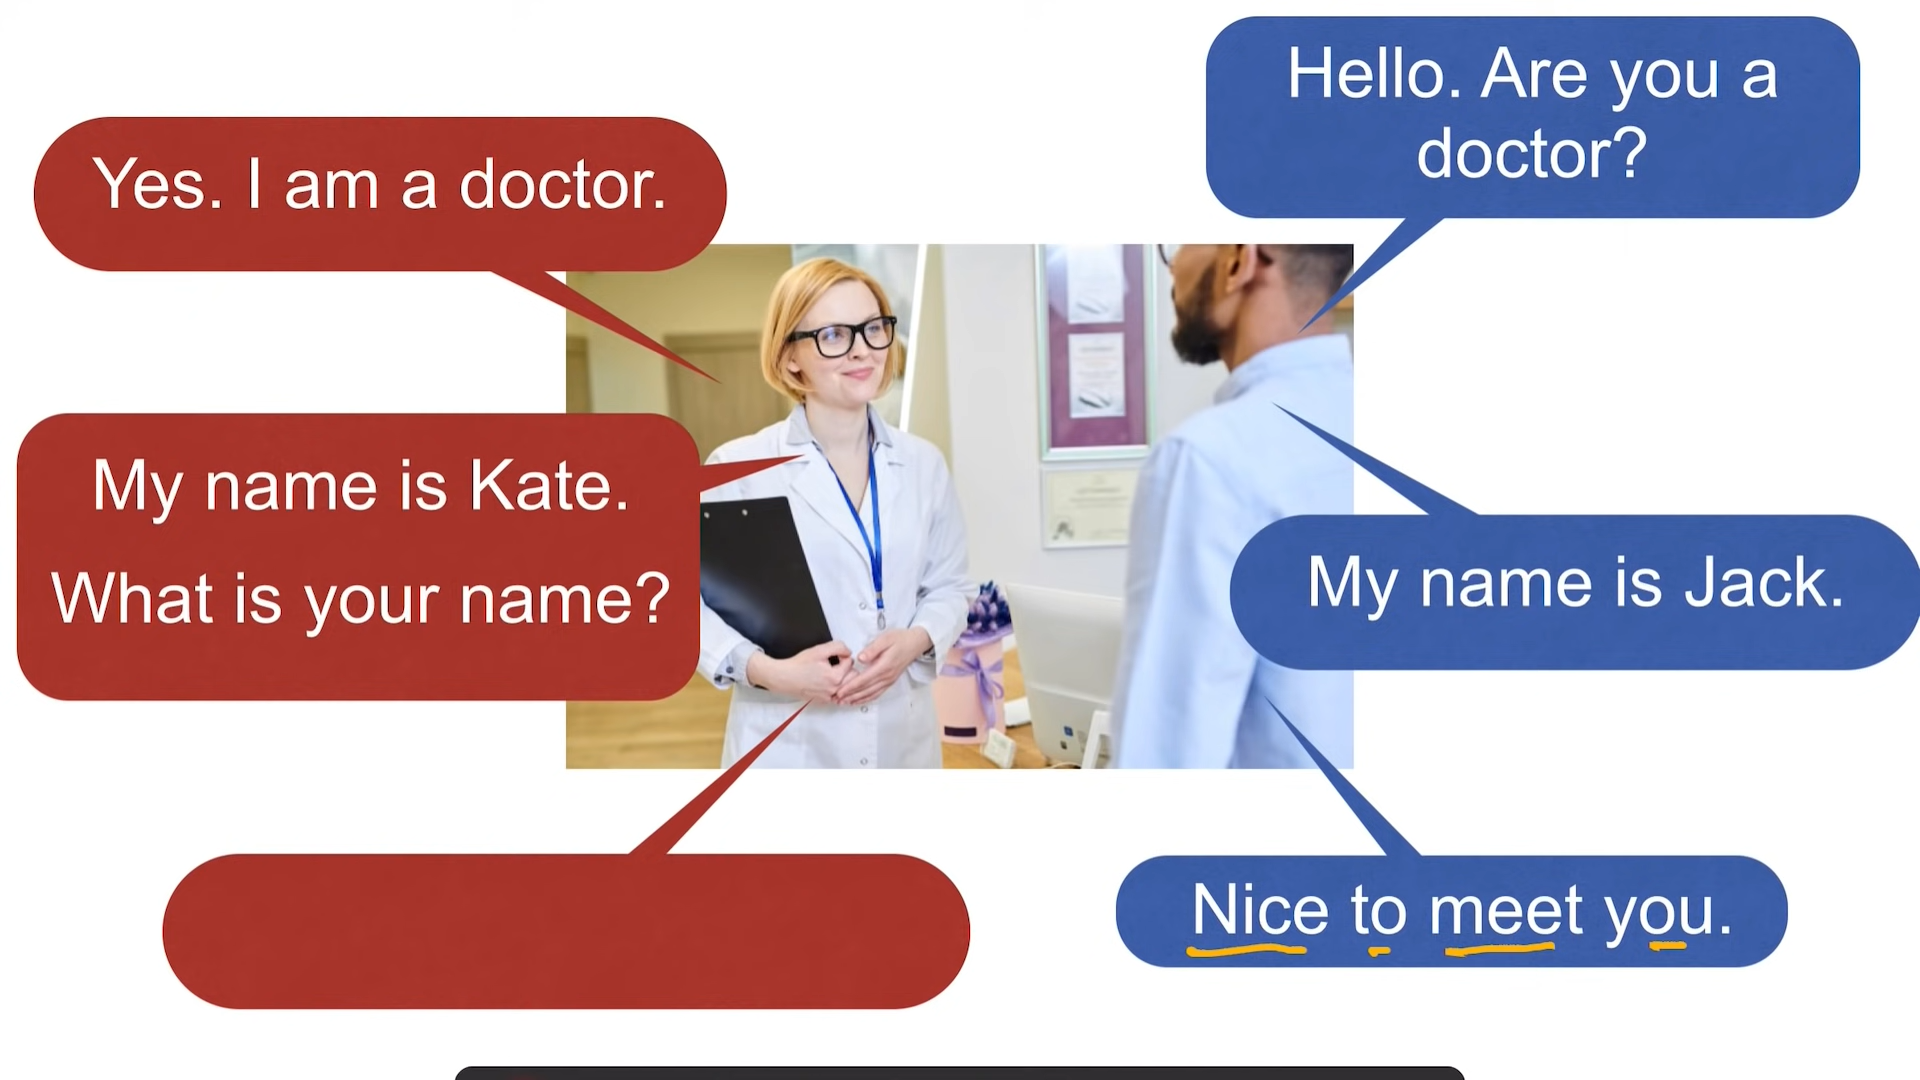 Hello. Are you a
doctor?
Yes. I am a doctor.
My name is Kate.
What is your name?
My name is Jack.
Nice to meet you.